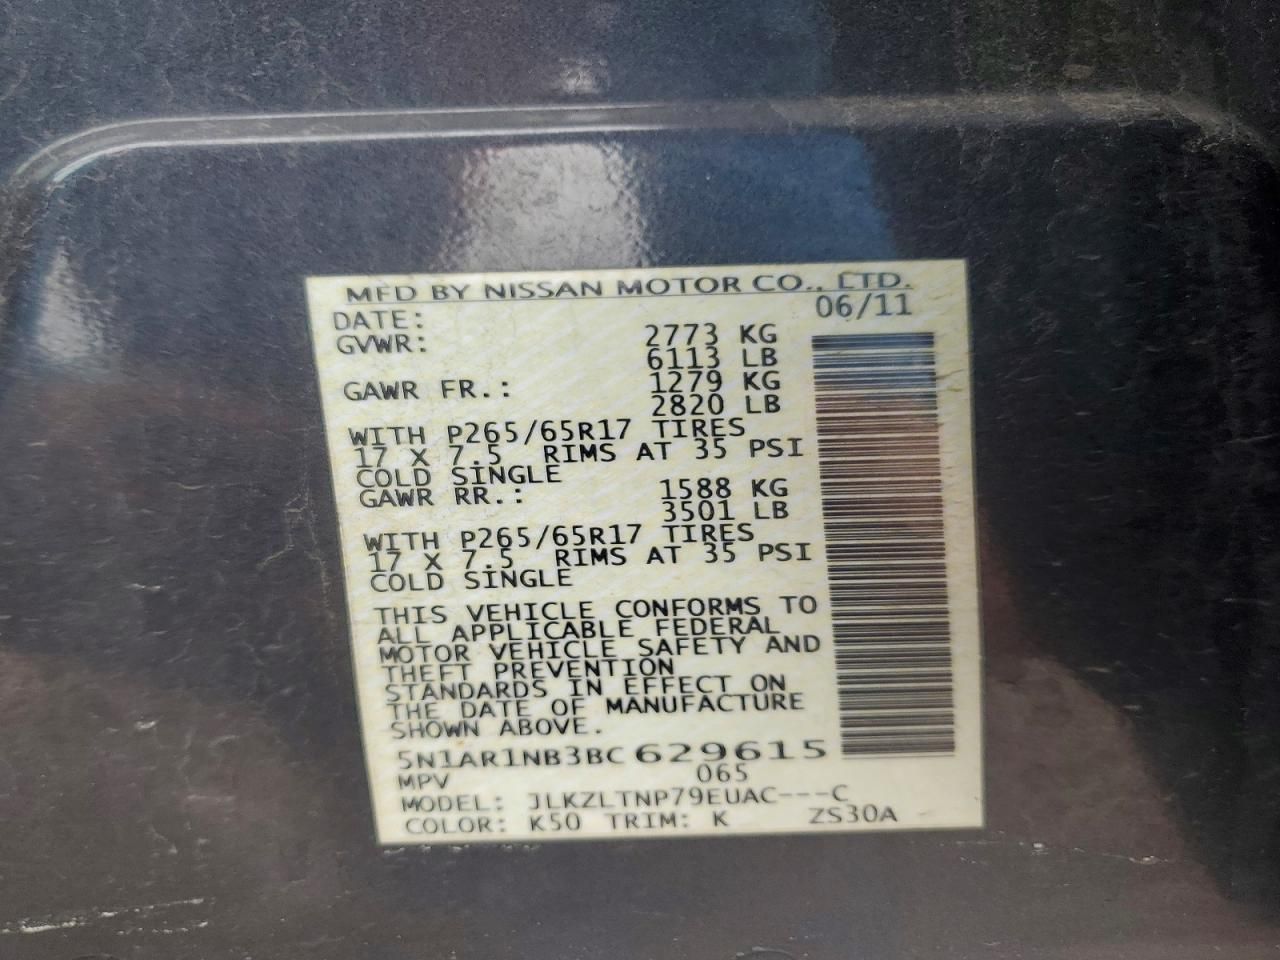 MFD BY NISSAN MOTOR CO., LTD.
DATE: 06/11
GVWR: 2773 KG
6113 LB
GAWR FR.: 1279 KG
2820 LB
WITH P265/65R17 TIRES
17 X 7.5 RIMS AT 35 PSI
COLD SINGLE
GAWR RR.: 1588 KG
3501 LB
WITH P265/65R17 TIRES
17 X 7.5 RIMS AT 35 PSI
COLD SINGLE
THIS VEHICLE CONFORMS TO
ALL APPLICABLE FEDERAL
MOTOR VEHICLE SAFETY AND
THEFT PREVENTION
STANDARDS IN EFFECT ON
THE DATE OF MANUFACTURE
SHOWN ABOVE.
5N1AR1NB3BC 629615
MPV 065
MODEL: JLKZLTNP79EUAC---C
COLOR: K50 TRIM: K ZS30A